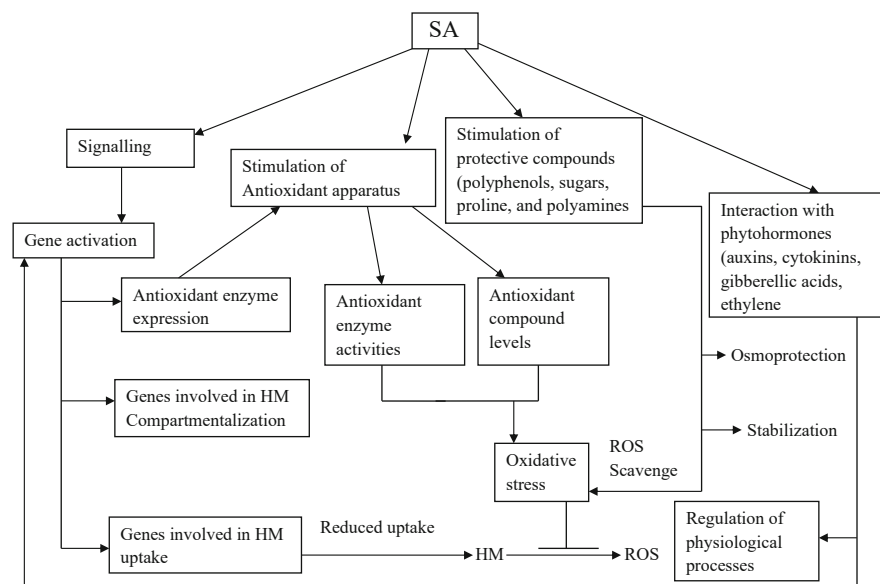 SA
Signalling
Stimulation of
Antioxidant apparatus
Stimulation of
protective compounds
(polyphenols, sugars,
proline, and polyamines
Interaction with
phytohormones
(auxins, cytokinins,
gibberellic acids,
ethylene
Gene activation
Antioxidant enzyme
expression
Antioxidant
enzyme
activities
Antioxidant
compound
levels
Osmoprotection
Genes involved in HM
Compartmentalization
Stabilization
Oxidative
stress
ROS
Scavenge
Genes involved in HM
uptake
Reduced uptake
HM
ROS
Regulation of
physiological
processes